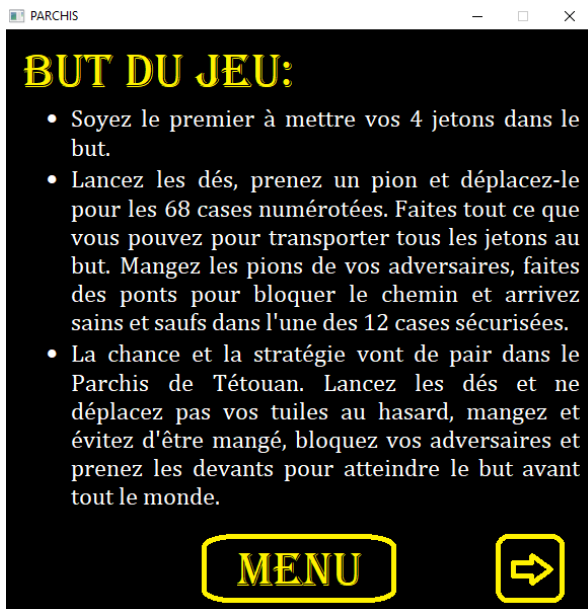 PARCHIS
BUT DU JEU:
• Soyez le premier à mettre vos 4 jetons dans le
but.
• Lancez les dés, prenez un pion et déplacez-le
pour les 68 cases numérotées. Faites tout ce que
vous pouvez pour transporter tous les jetons au
but. Mangez les pions de vos adversaires, faites
des ponts pour bloquer le chemin et arrivez
sains et saufs dans l'une des 12 cases sécurisées.
• La chance et la stratégie vont de pair dans le
Parchis de Tétouan. Lancez les dés et ne
déplacez pas vos tuiles au hasard, mangez et
évitez d'être mangé, bloquez vos adversaires et
prenez les devants pour atteindre le but avant
tout le monde.
MENU